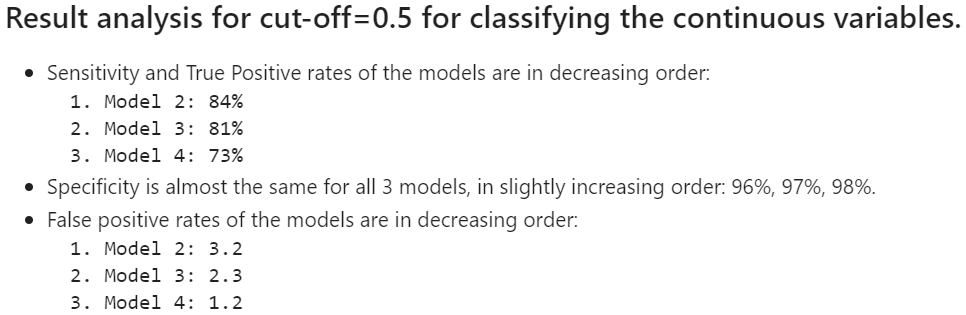 Result analysis for cut-off=0.5 for classifying the continuous variables.
• Sensitivity and True Positive rates of the models are in decreasing order:
1. Model 2: 84%
2. Model 3: 81%
3. Model 4: 73%
• Specificity is almost the same for all 3 models, in slightly increasing order: 96%, 97%, 98%.
• False positive rates of the models are in decreasing order:
1. Model 2: 3.2
2. Model 3: 2.3
3. Model 4: 1.2